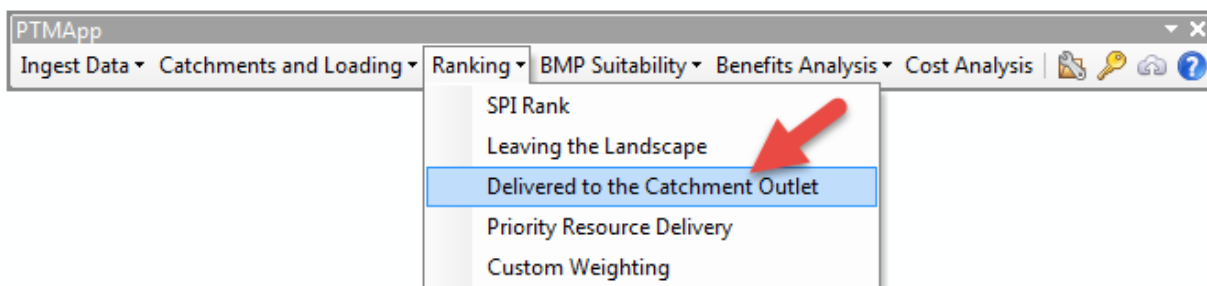 PTMApp
Ingest Data Catchments and Loading Ranking BMP Suitability Benefits Analysis Cost Analysis
SPI Rank
Leaving the Landscape
Delivered to the Catchment Outlet
Priority Resource Delivery
Custom Weighting